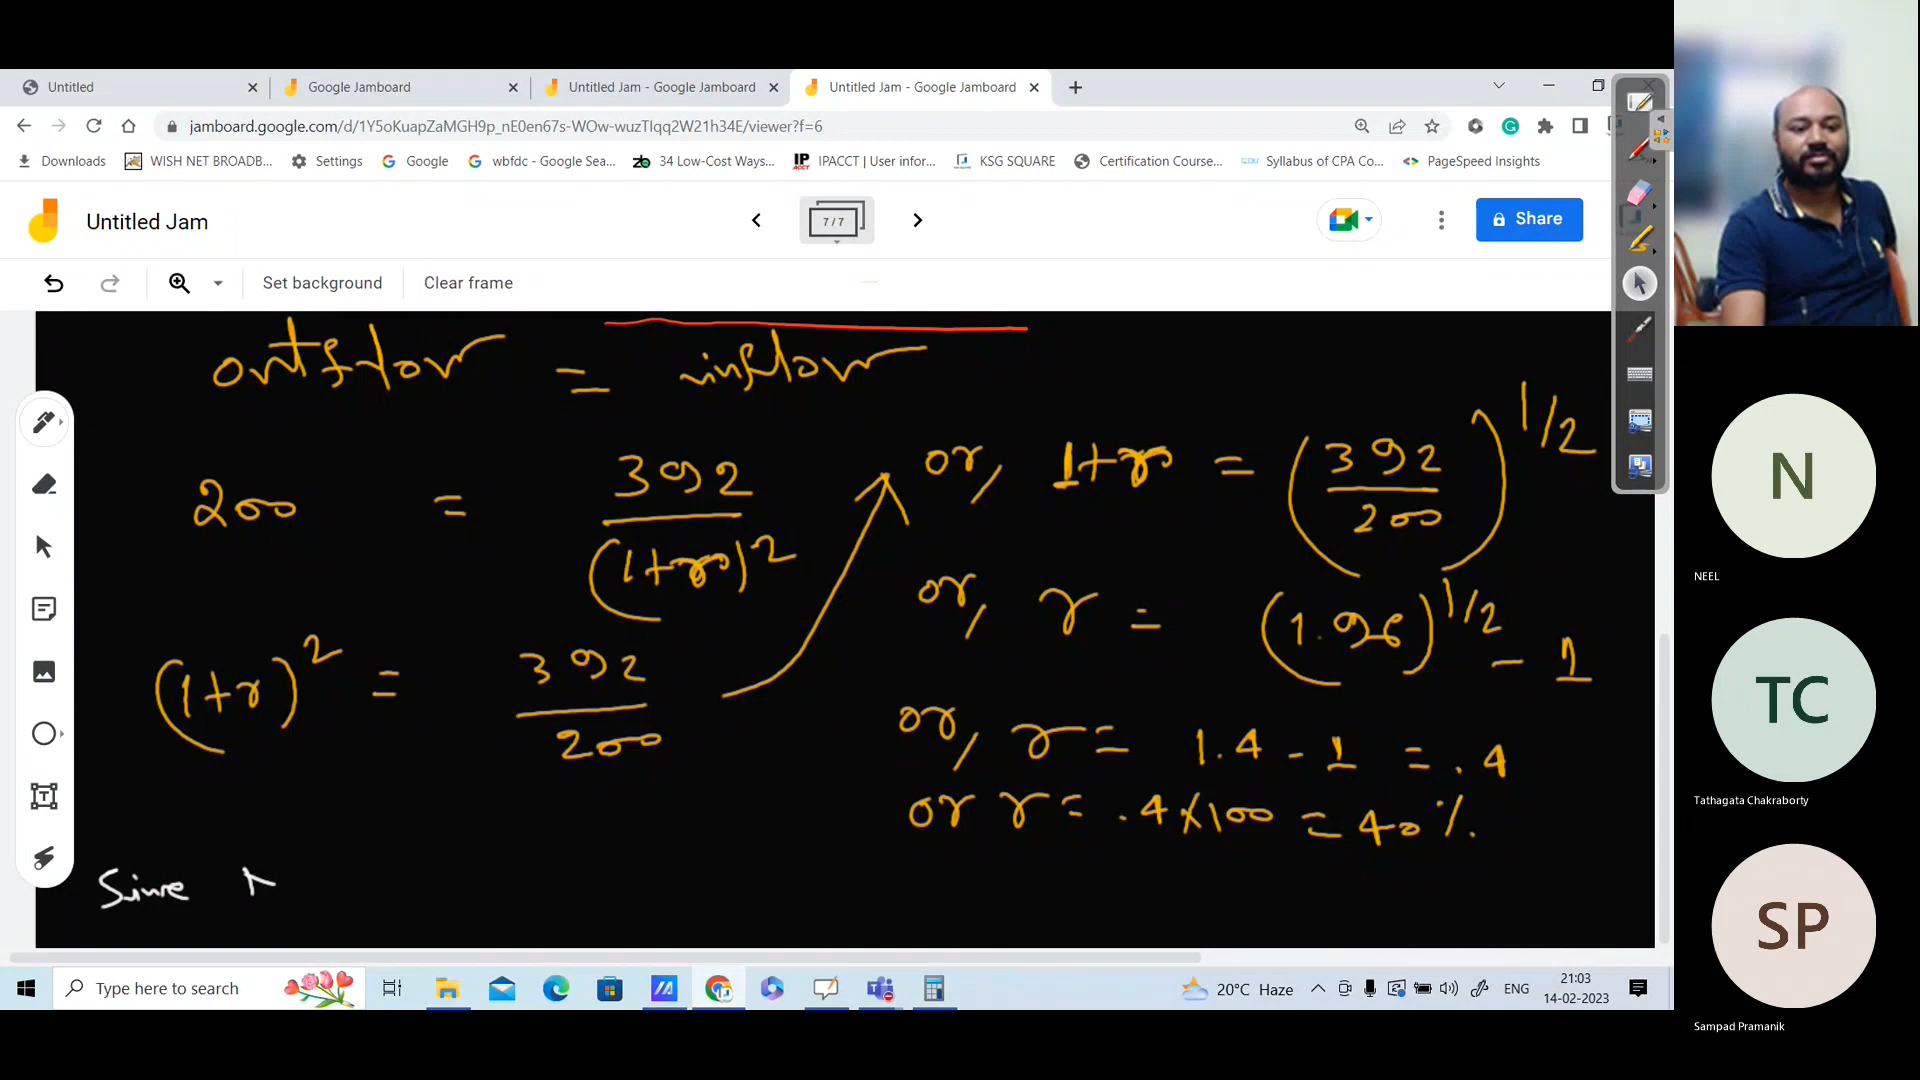 Untitled
Google Jamboard
Untitled Jam - Google Jamboard
Untitled Jam - Google Jamboard
jamboard.google.com/d/1Y5oKuapZaMGH9p_nE0en67s-WOw-wuzTlqq2W21h34E/viewer?f=6
Downloads
WISH NET BROADB...
Settings
Google
wbfdc - Google Sea...
34 Low-Cost Ways...
IPACCT | User infor...
KSG SQUARE
Certification Course...
Syllabus of CPA Co...
PageSpeed Insights
Untitled Jam
7 / 7
Share
Set background
Clear frame
outflow = inflow
200 = 392 / (1+r)^2
(1+r)^2 = 392 / 200
or, 1+r = (392 / 200)^1/2
or, r = (1.96)^1/2 - 1
or, r = 1.4 - 1 = .4
or r = .4 × 100 = 40 %.
Since
Type here to search
20°C Haze
ENG
21:03
14-02-2023
N
NEEL
TC
Tathagata Chakraborty
SP
Sampad Pramanik